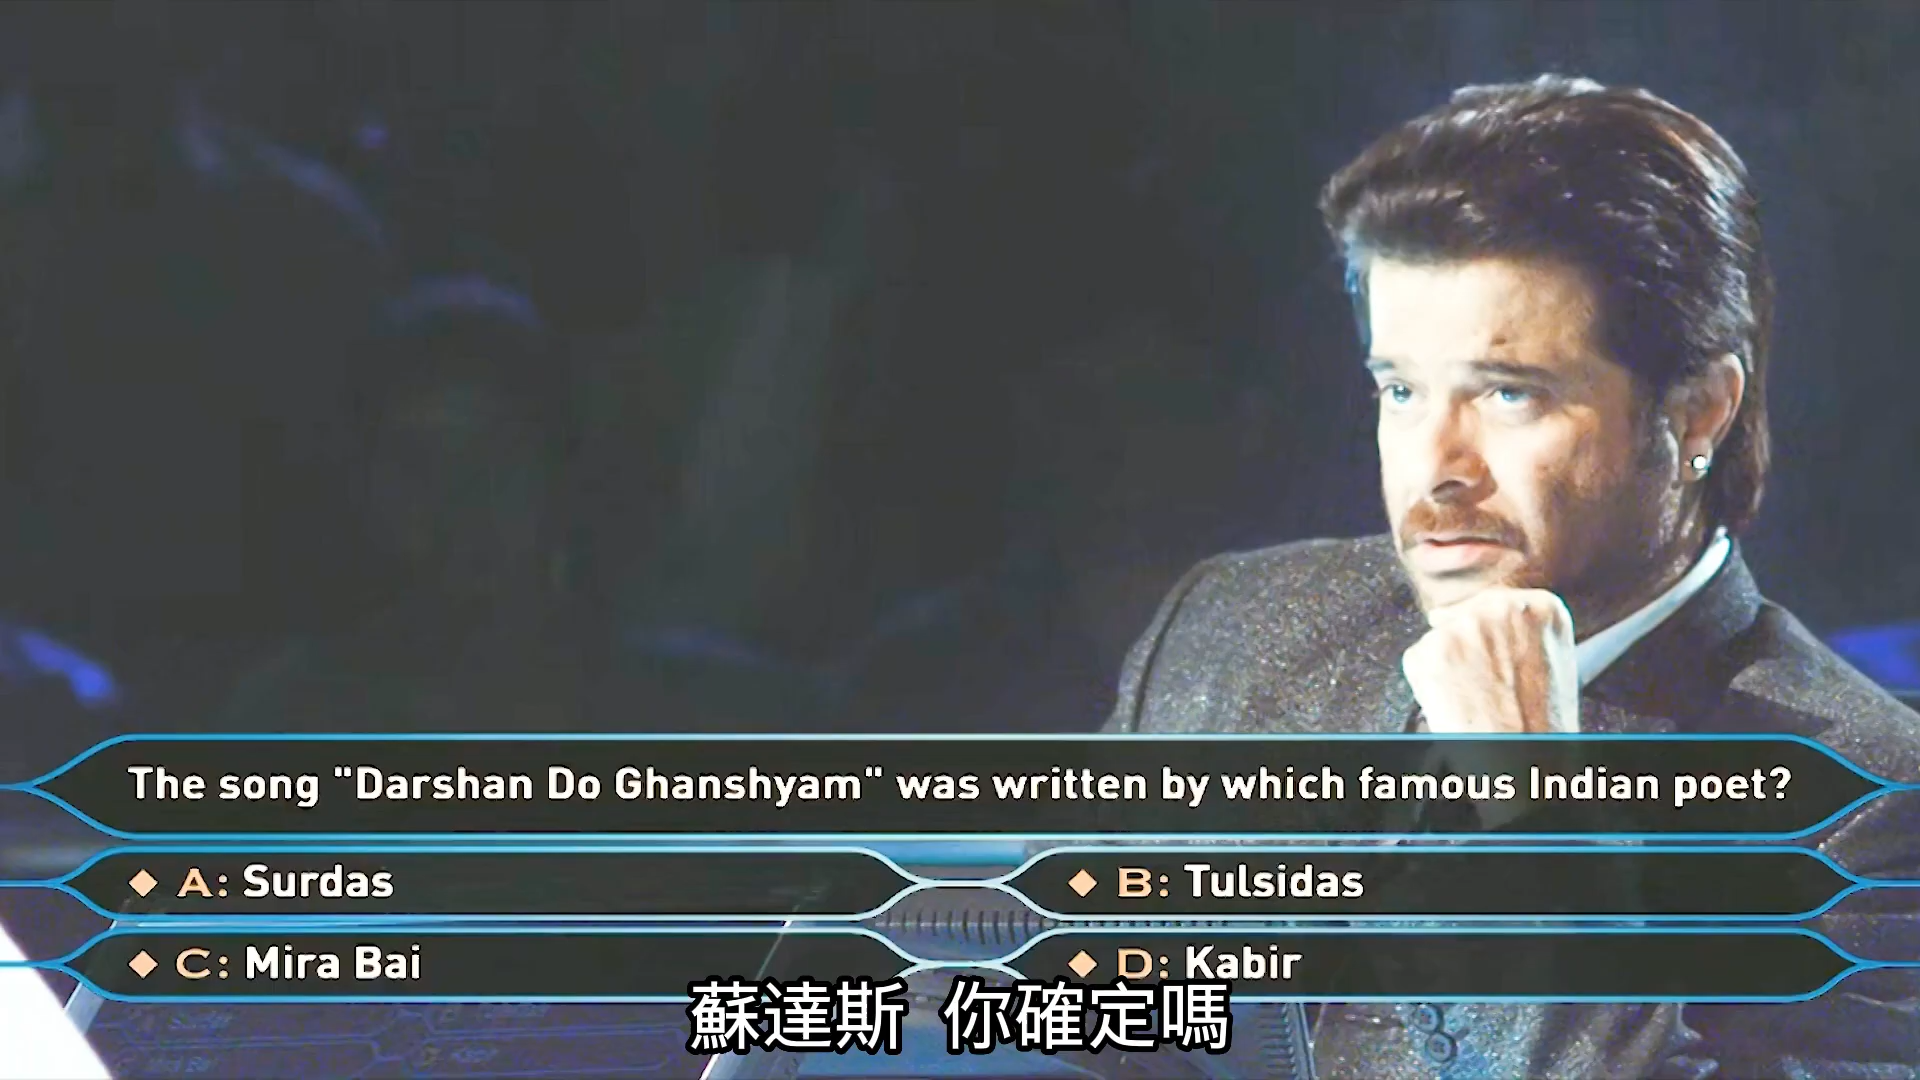 The song "Darshan Do Ghanshyam" was written by which famous Indian poet?
A: Surdas
B: Tulsidas
C: Mira Bai
D: Kabir
蘇達斯 你確定嗎